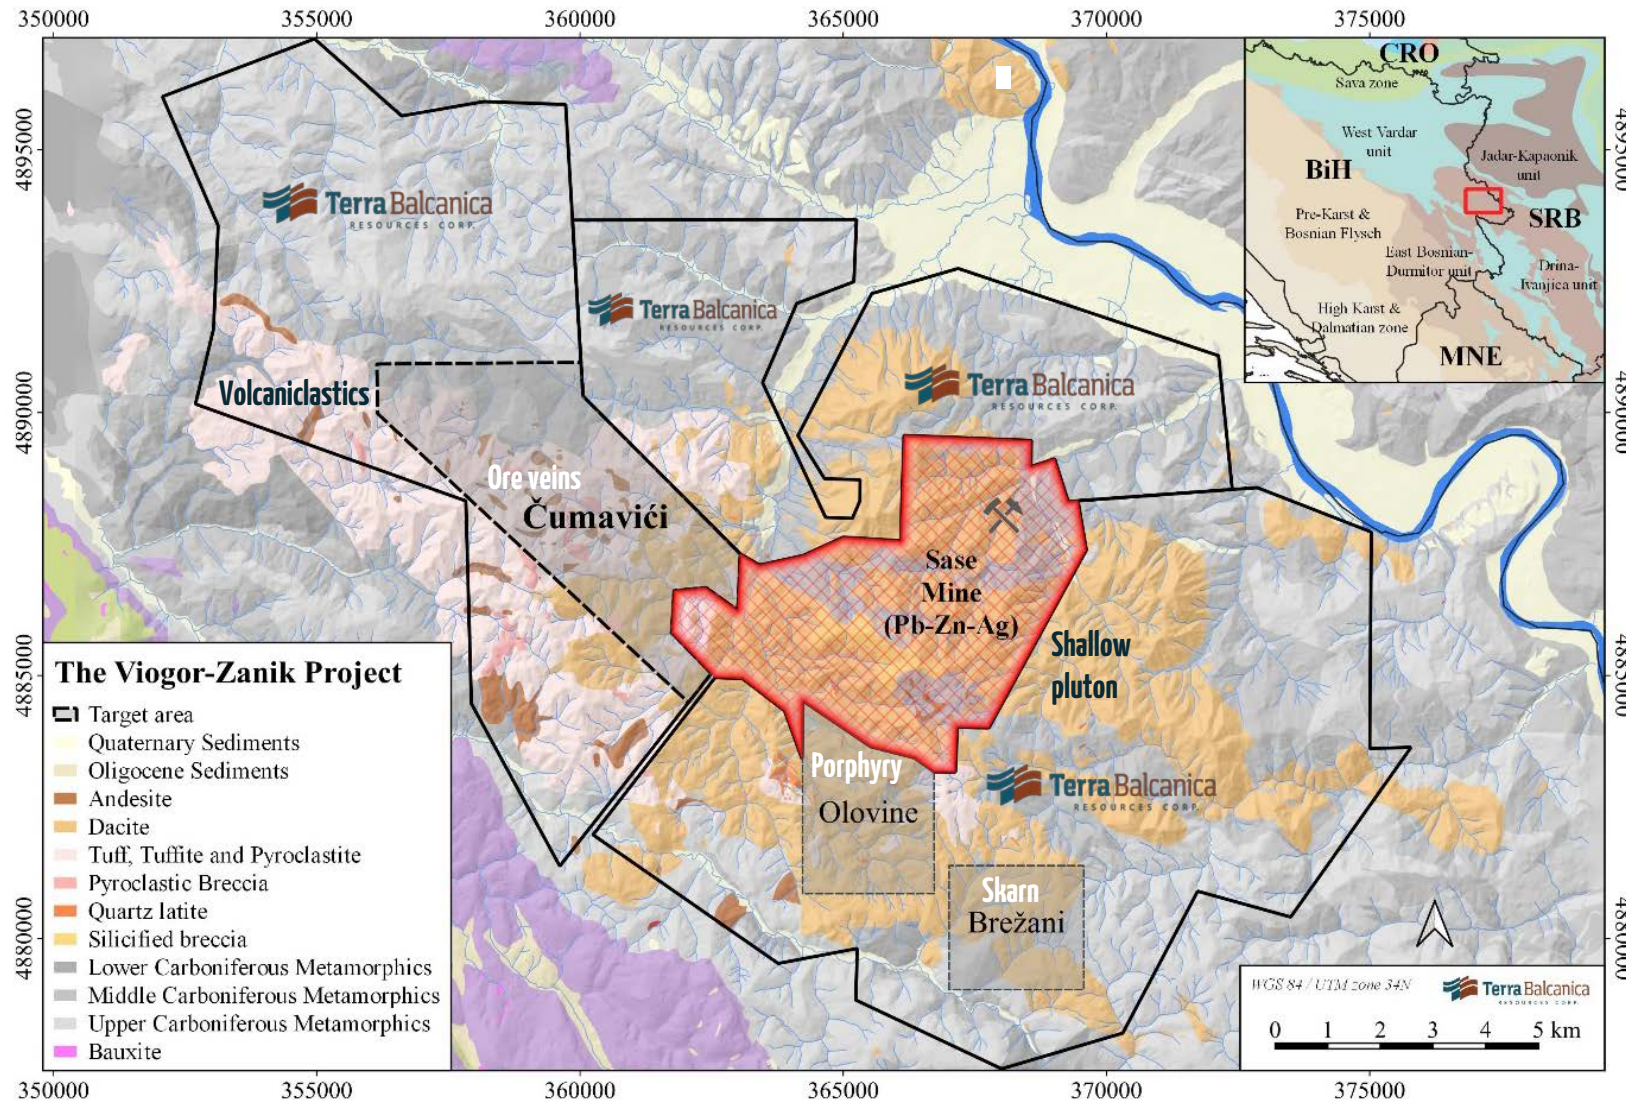 350000
355000
360000
365000
370000
375000
4895000
4890000
4885000
4880000
4895000
4890000
4885000
4880000
CRO
Sava zone
West Vardar
unit
Jadar-Kapaonik
unit
BiH
SRB
Pre-Karst &
Bosnian Flysch
East Bosnian-
Durmitor unit
Drina-
Ivanjica unit
High Karst &
Dalmatian zone
MNE
Terra Balcanica
RESOURCES CORP.
Terra Balcanica
RESOURCES CORP.
Terra Balcanica
RESOURCES CORP.
Volcaniclastics
Ore veins
Čumavići
Sase
Mine
(Pb-Zn-Ag)
Shallow
pluton
Porphyry
Olovine
Terra Balcanica
RESOURCES CORP.
Skarn
Brežani
The Viogor-Zanik Project
Target area
Quaternary Sediments
Oligocene Sediments
Andesite
Dacite
Tuff, Tuffite and Pyroclastite
Pyroclastic Breccia
Quartz latite
Silicified breccia
Lower Carboniferous Metamorphics
Middle Carboniferous Metamorphics
Upper Carboniferous Metamorphics
Bauxite
WGS 84 / UTM zone 34N
Terra Balcanica
RESOURCES CORP.
0 1 2 3 4 5 km
350000
355000
360000
365000
370000
375000